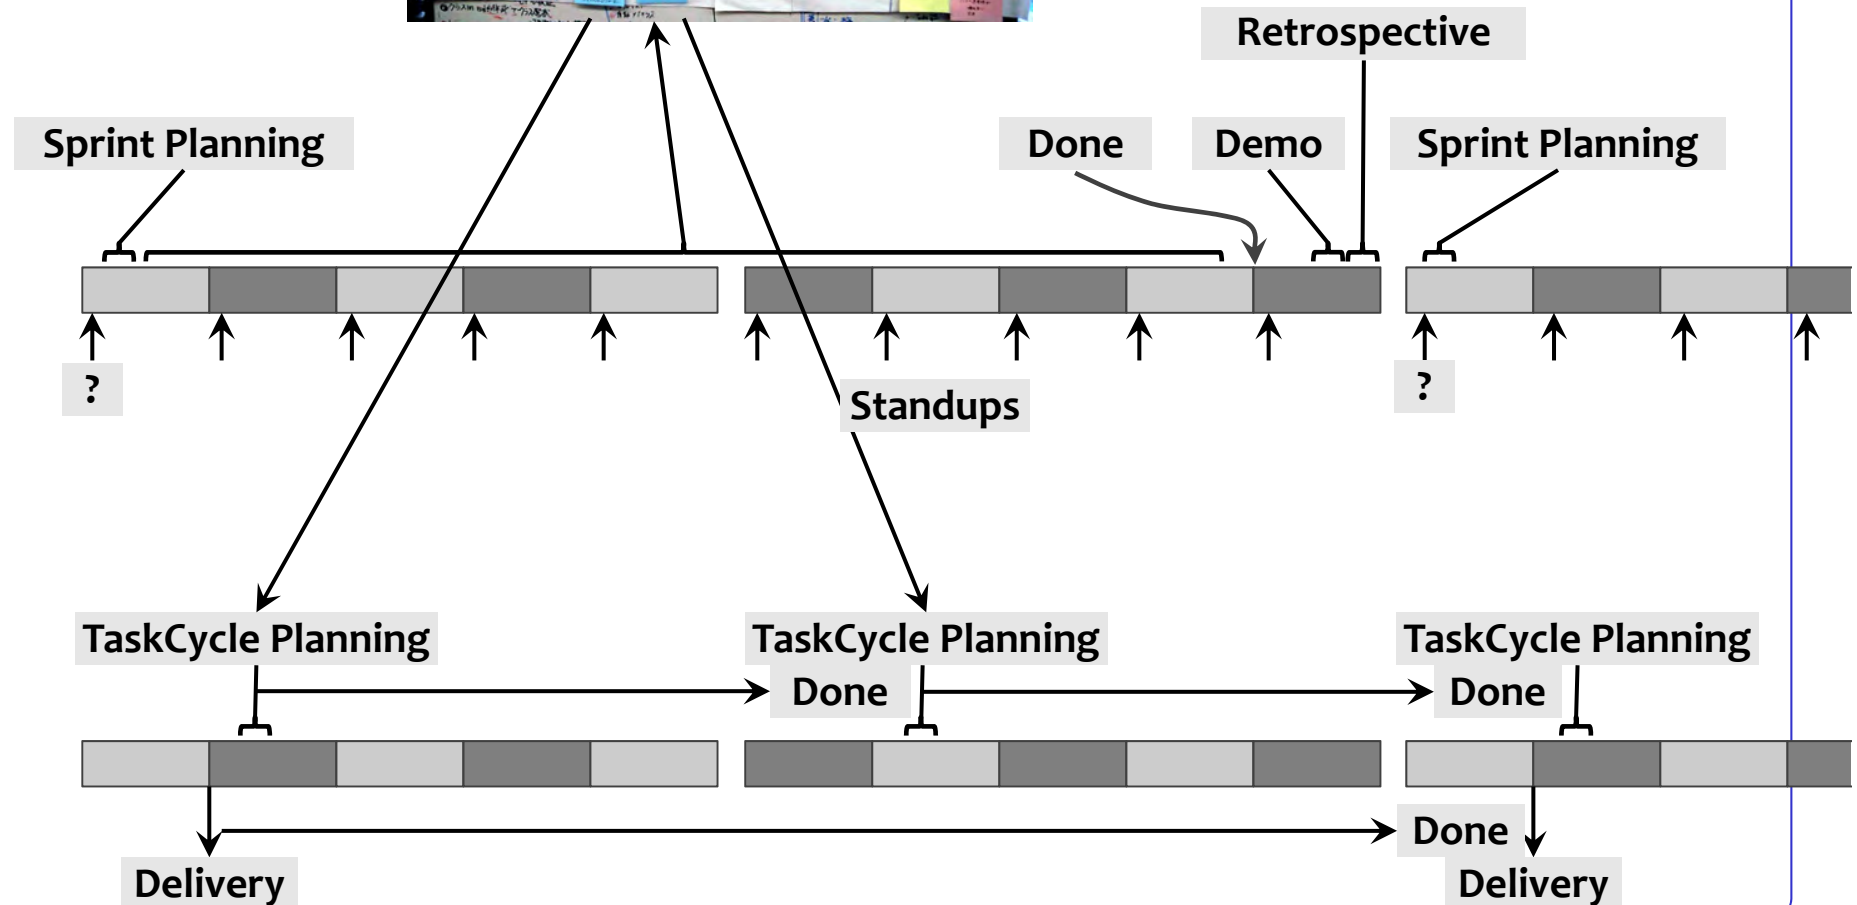 Retrospective
Sprint Planning
Done
Demo
Sprint Planning
?
?
Standups
TaskCycle Planning
TaskCycle Planning
TaskCycle Planning
Done
Done
Done
Delivery
Delivery